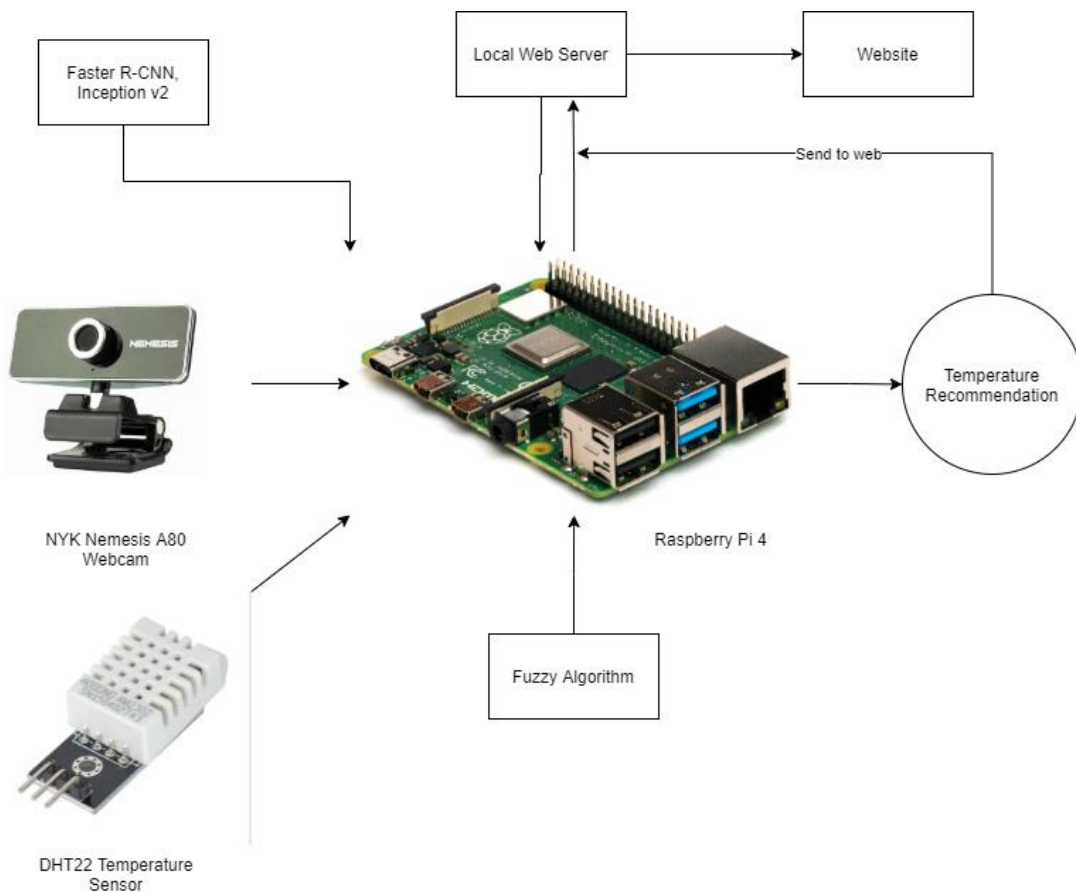 Faster R-CNN,
Inception v2
Local Web Server
Website
Send to web
NEMESIS
Temperature
Recommendation
NYK Nemesis A80
Webcam
Raspberry Pi 4
Fuzzy Algorithm
DHT22 Temperature
Sensor